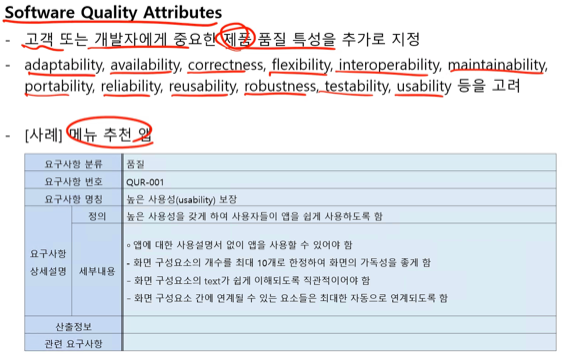 Software Quality Attributes
- 고객 또는 개발자에게 중요한 제품 품질 특성을 추가로 지정
- adaptability, availability, correctness, flexibility, interoperability, maintainability,
portability, reliability, reusability, robustness, testability, usability 등을 고려
- [사례] 메뉴 추천 앱
요구사항 분류 품질
요구사항 번호 QUR-001
요구사항 명칭 높은 사용성(usability) 보장
요구사항 상세설명 정의 높은 사용성을 갖게 하여 사용자들이 앱을 쉽게 사용하도록 함
세부내용 ◦ 앱에 대한 사용설명서 없이 앱을 사용할 수 있어야 함
- 화면 구성요소의 개수를 최대 10개로 한정하여 화면의 가독성을 좋게 함
- 화면 구성요소의 text가 쉽게 이해되도록 직관적이어야 함
- 화면 구성요소 간에 연계될 수 있는 요소들은 최대한 자동으로 연계되도록 함
산출정보
관련 요구사항